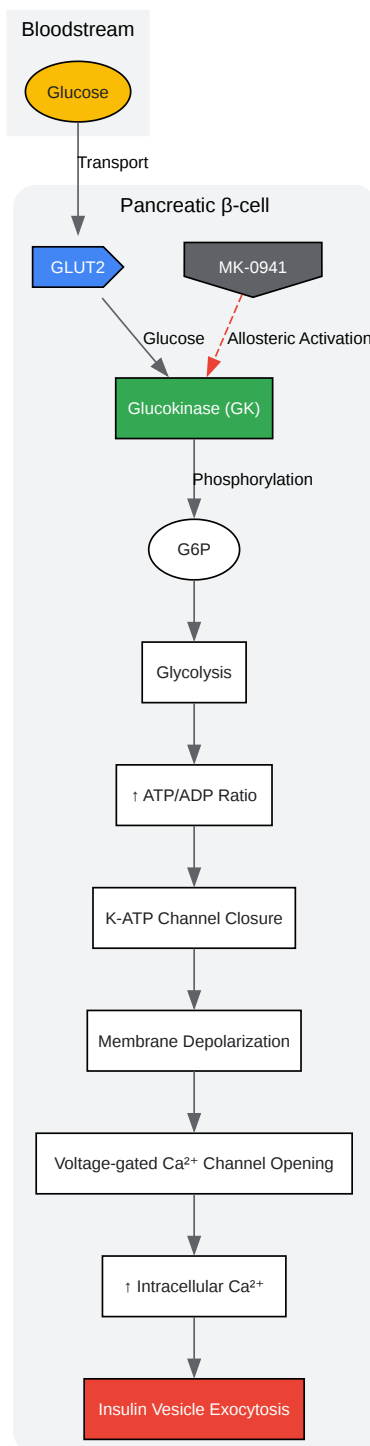 Bloodstream
Glucose
Transport
Pancreatic β-cell
GLUT2
MK-0941
Glucose
Allosteric Activation
Glucokinase (GK)
Phosphorylation
G6P
Glycolysis
↑ ATP/ADP Ratio
K-ATP Channel Closure
Membrane Depolarization
Voltage-gated Ca²⁺ Channel Opening
↑ Intracellular Ca²⁺
Insulin Vesicle Exocytosis